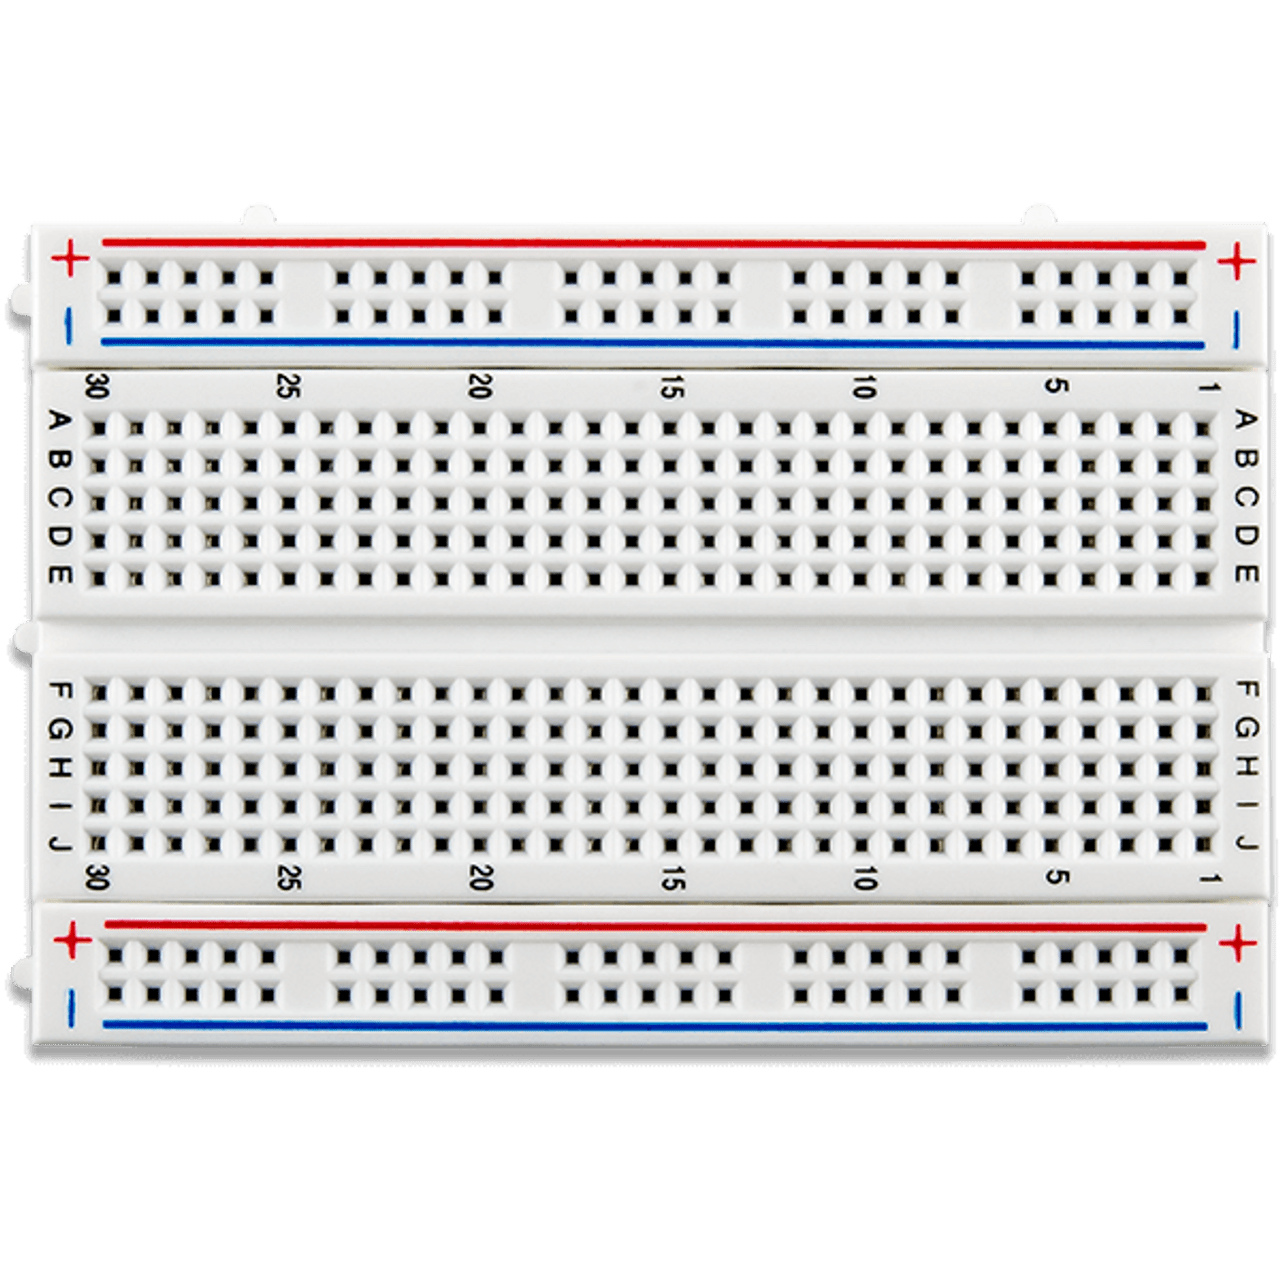 + +
- -
30 25 20 15 10 5 1
A A
B B
C C
D D
E E
F F
G G
H H
I I
J J
30 25 20 15 10 5 1
+ +
- -